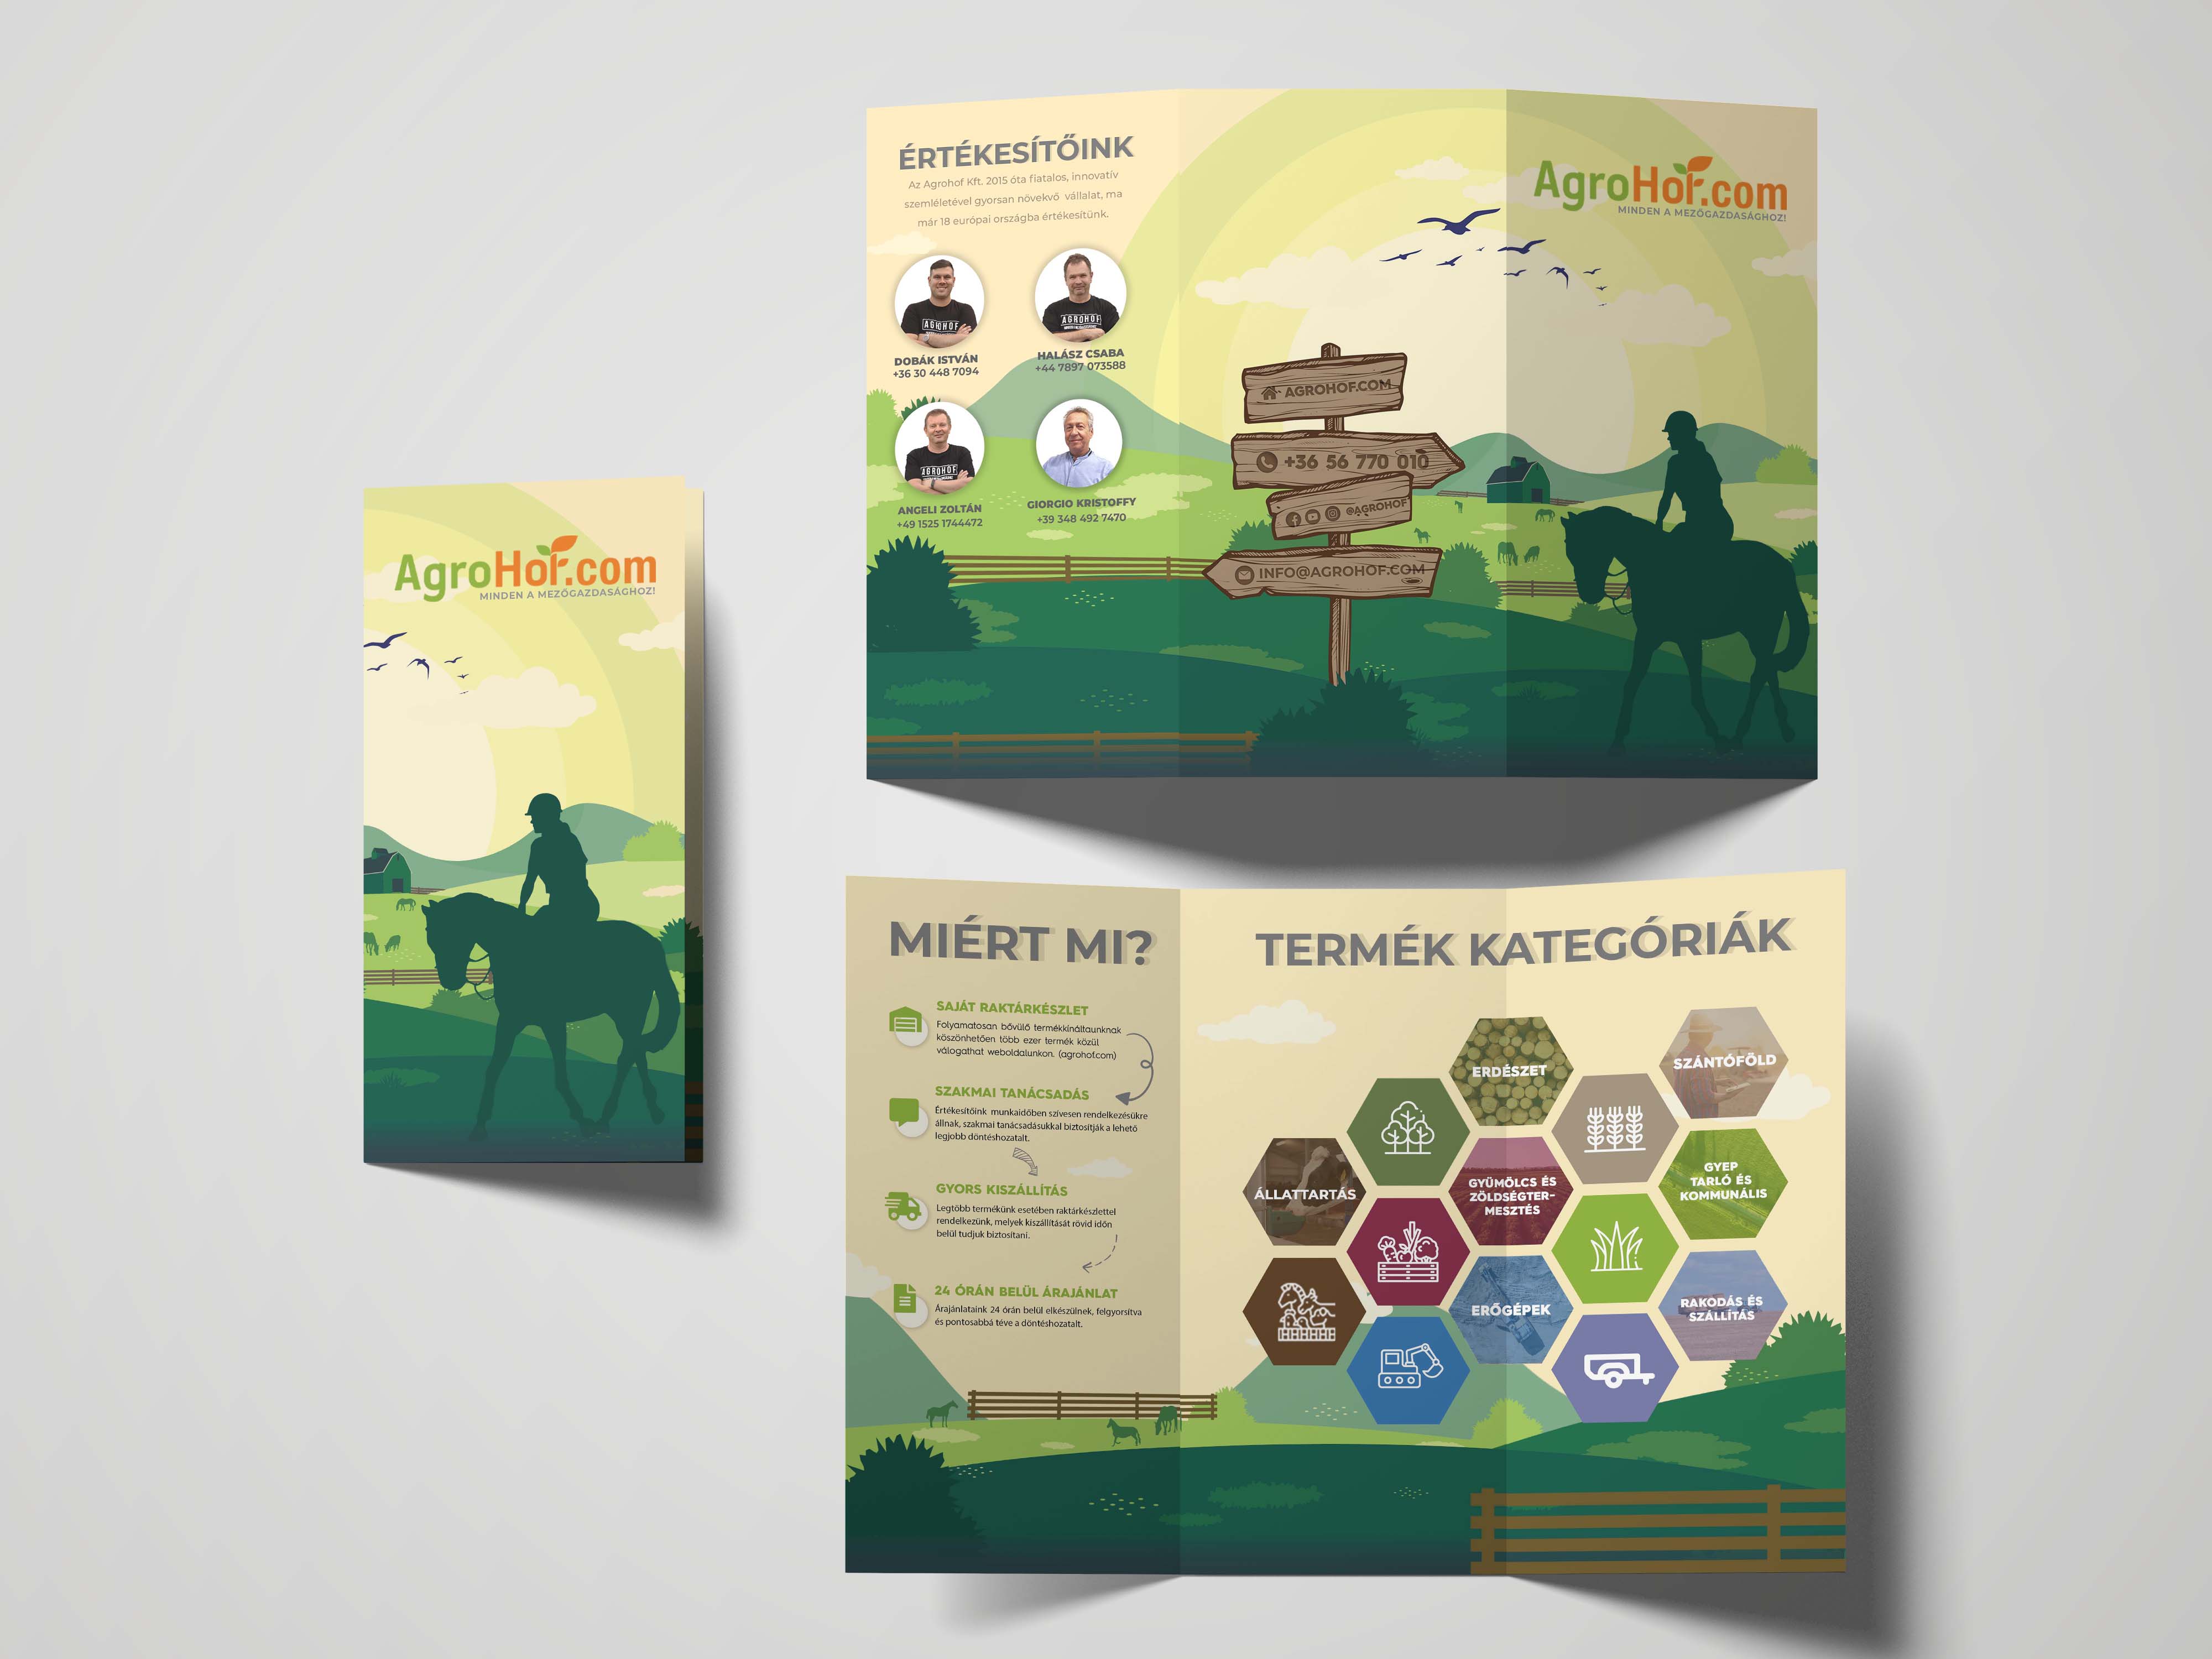 AgroHof.com
MINDEN A MEZŐGAZDASÁGHOZ!
ÉRTÉKESÍTŐINK
Az Agrohof Kft. 2015 óta fiatalos, innovatív
szemléletével gyorsan növekvő vállalat, ma
már 18 európai országba értékesítünk.
AGROHOF
AGROHOF
DOBÁK ISTVÁN
+36 30 448 7094
HALÁSZ CSABA
+44 7897 073588
AGROHOF
ANGELI ZOLTÁN
+49 1525 1744472
GIORGIO KRISTOFFY
+39 348 492 7470
AGROHOF.COM
+36 56 770 010
@AGROHOF
INFO@AGROHOF.COM
AgroHof.com
MINDEN A MEZŐGAZDASÁGHOZ!
MIÉRT MI?
SAJÁT RAKTÁRKÉSZLET
Folyamatosan bővülő termékkínáltaunknak
köszönhetően több ezer termék közül
válogathat weboldalunkon. (agrohof.com)
SZAKMAI TANÁCSADÁS
Értékesítőink munkaidőben szívesen rendelkezésükre
állnak, szakmai tanácsadásukkal biztosítják a lehető
legjobb döntéshozatalt.
GYORS KISZÁLLÍTÁS
Legtöbb termékünk esetében raktárkészlettel
rendelkezünk, melyek kiszállítását rövid időn
belül tudjuk biztosítani.
24 ÓRÁN BELÜL ÁRAJÁNLAT
Árajánlataink 24 órán belül elkészülnek, felgyorsítva
és pontosabbá téve a döntéshozatalt.
TERMÉK KATEGÓRIÁK
ERDÉSZET
SZÁNTÓFÖLD
ÁLLATTARTÁS
GYÜMÖLCS ÉS
ZÖLDSÉGTER-
MESZTÉS
GYEP
TARLÓ ÉS
KOMMUNÁLIS
ERŐGÉPEK
RAKODÁS ÉS
SZÁLLÍTÁS